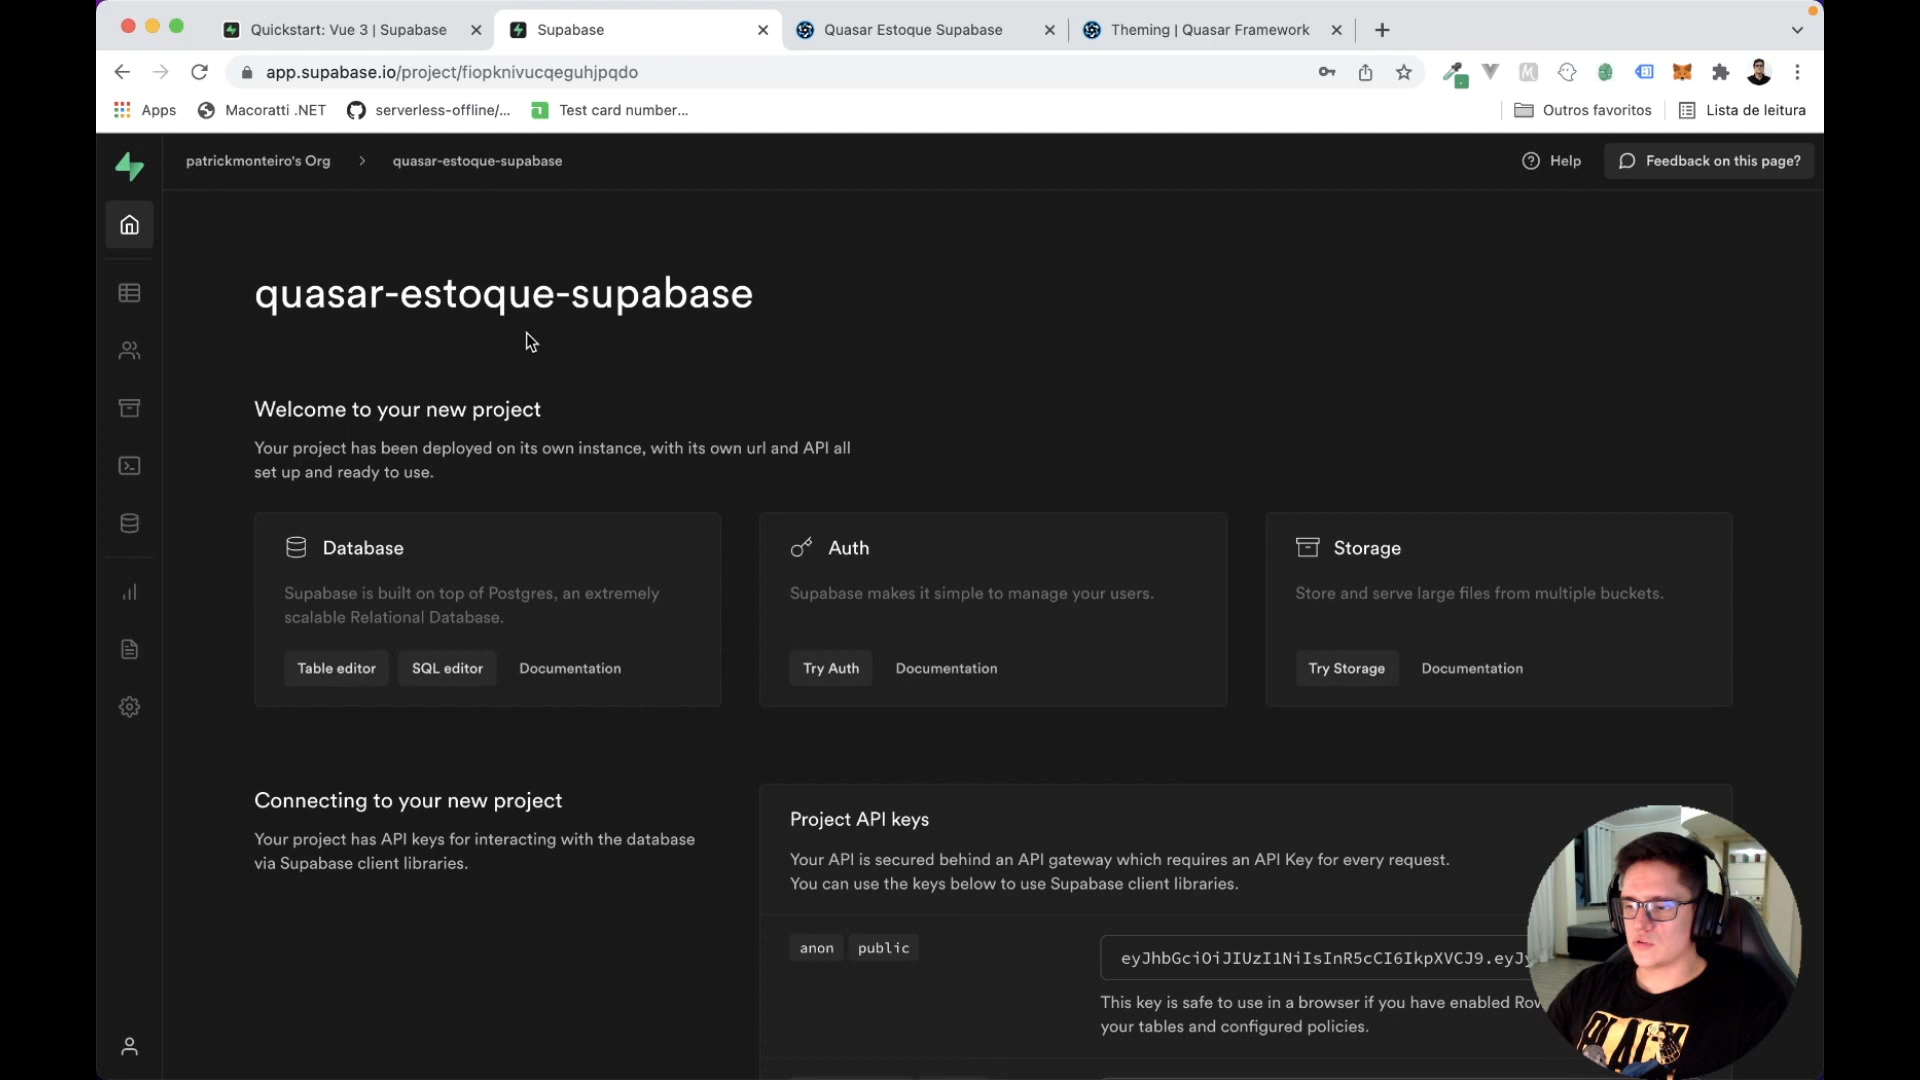 Quickstart: Vue 3 | Supabase
Supabase
Quasar Estoque Supabase
Theming | Quasar Framework
app.supabase.io/project/fiopknivucqeguhjpqdo
Apps
Macoratti .NET
serverless-offline/...
Test card number...
Outros favoritos
Lista de leitura
patrickmonteiro's Org
quasar-estoque-supabase
Help
Feedback on this page?
quasar-estoque-supabase
Welcome to your new project
Your project has been deployed on its own instance, with its own url and API all
set up and ready to use.
Database
Supabase is built on top of Postgres, an extremely
scalable Relational Database.
Table editor
SQL editor
Documentation
Auth
Supabase makes it simple to manage your users.
Try Auth
Documentation
Storage
Store and serve large files from multiple buckets.
Try Storage
Documentation
Connecting to your new project
Your project has API keys for interacting with the database
via Supabase client libraries.
Project API keys
Your API is secured behind an API gateway which requires an API Key for every request.
You can use the keys below to use Supabase client libraries.
anon
public
eyJhbGciOiJIUzI1NiIsInR5cCI6IkpXVCJ9.eyJ
This key is safe to use in a browser if you have enabled
your tables and configured policies.